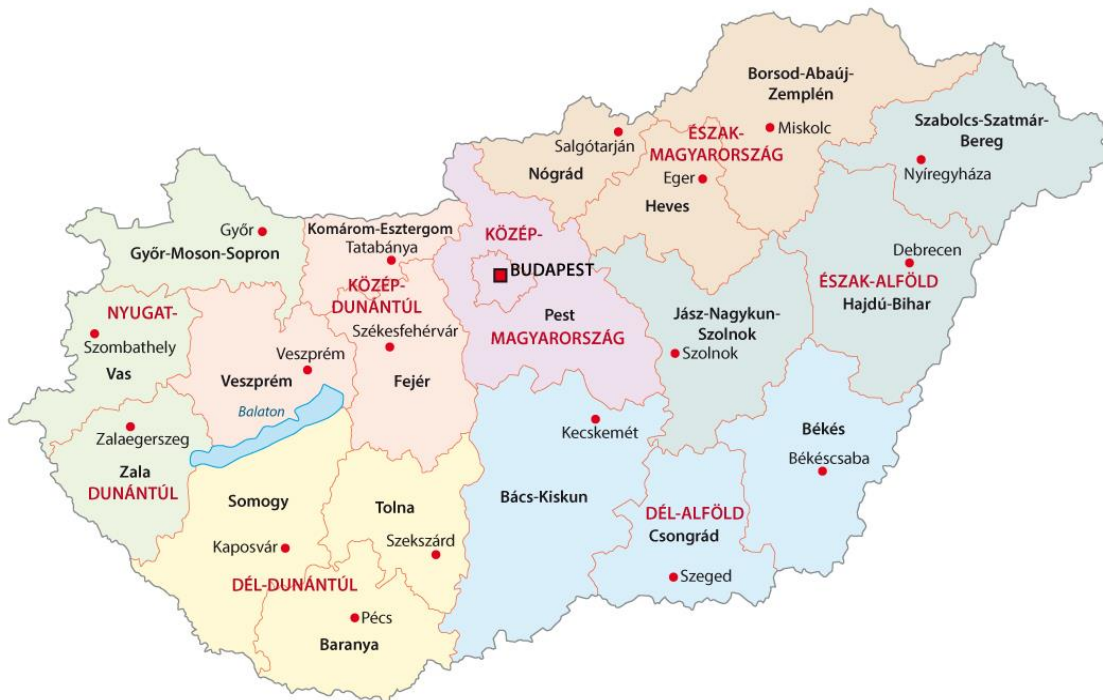 Borsod-Abaúj-
Zemplén
Miskolc
Szabolcs-Szatmár-
Bereg
Nyíregyháza
Salgótarján
Nógrád
ÉSZAK-
MAGYARORSZÁG
Eger
Heves
Győr
Győr-Moson-Sopron
Komárom-Esztergom
Tatabánya
KÖZÉP-
DUNÁNTÚL
Székesfehérvár
Fejér
KÖZÉP-
BUDAPEST
Pest
MAGYARORSZÁG
Debrecen
ÉSZAK-ALFÖLD
Hajdú-Bihar
Jász-Nagykun-
Szolnok
Szolnok
NYUGAT-
Szombathely
Vas
Veszprém
Veszprém
Balaton
Zalaegerszeg
Zala
DUNÁNTÚL
Somogy
Kaposvár
Tolna
Szekszárd
DÉL-DUNÁNTÚL
Pécs
Baranya
Kecskemét
Bács-Kiskun
DÉL-ALFÖLD
Csongrád
Szeged
Békés
Békéscsaba